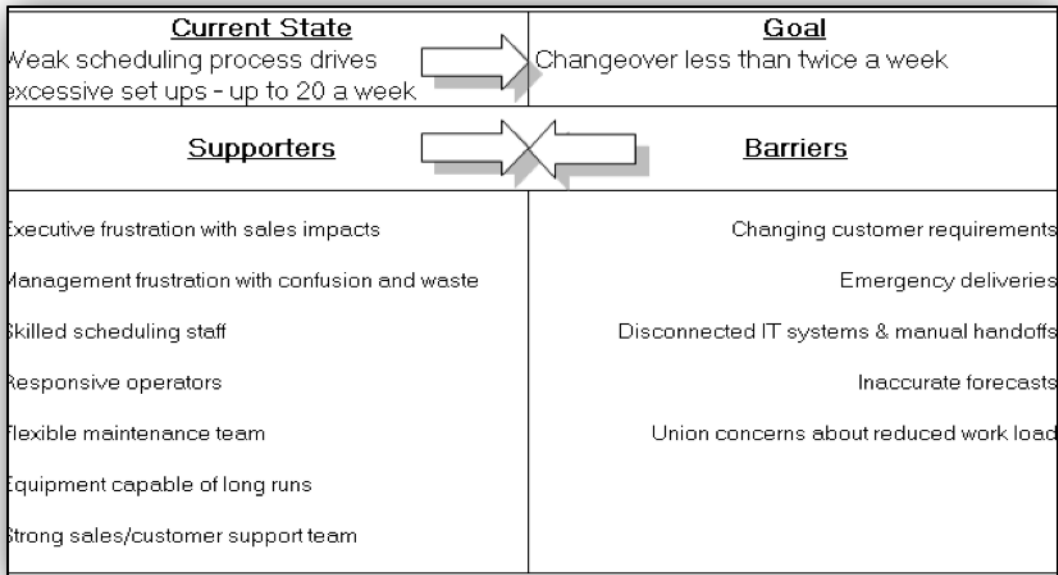 Current State
Weak scheduling process drives
excessive set ups - up to 20 a week
Goal
Changeover less than twice a week
Supporters
Barriers
Executive frustration with sales impacts
Management frustration with confusion and waste
Skilled scheduling staff
Responsive operators
Flexible maintenance team
Equipment capable of long runs
Strong sales/customer support team
Changing customer requirements
Emergency deliveries
Disconnected IT systems & manual handoffs
Inaccurate forecasts
Union concerns about reduced work load